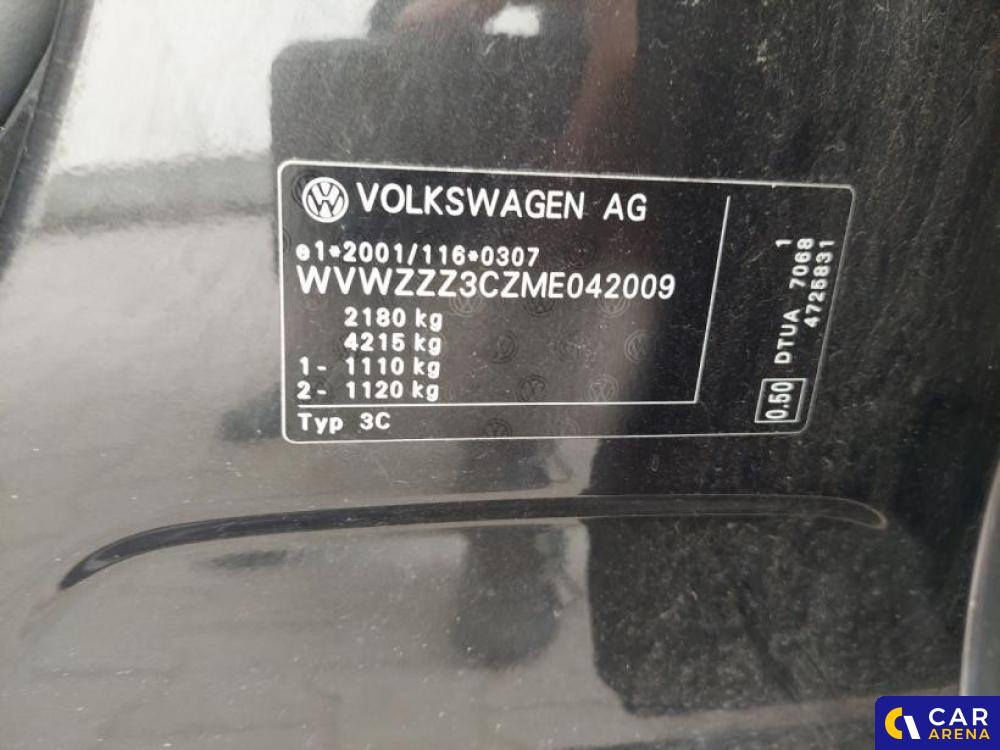 VOLKSWAGEN AG
e1*2001/116*0307
WVWZZZ3CZME042009
2180 kg
4215 kg
1- 1110 kg
2- 1120 kg
Typ 3C
0.50 DTUA 7068 1
4725831
CAR
ARENA